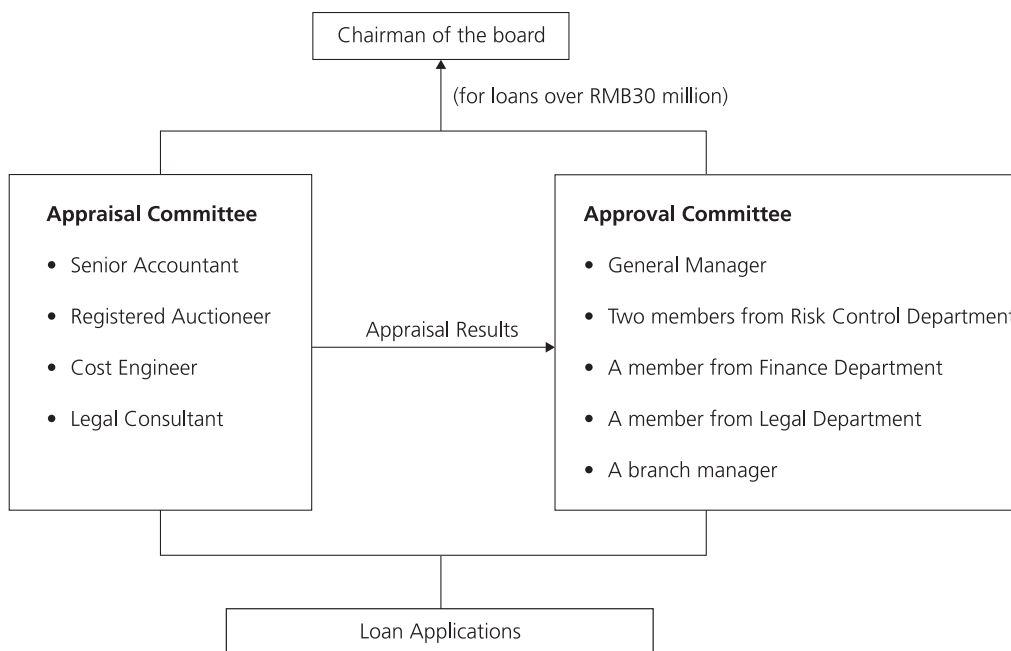 Chairman of the board
(for loans over RMB30 million)
Appraisal Committee
• Senior Accountant
• Registered Auctioneer
• Cost Engineer
• Legal Consultant
Appraisal Results
Approval Committee
• General Manager
• Two members from Risk Control Department
• A member from Finance Department
• A member from Legal Department
• A branch manager
Loan Applications